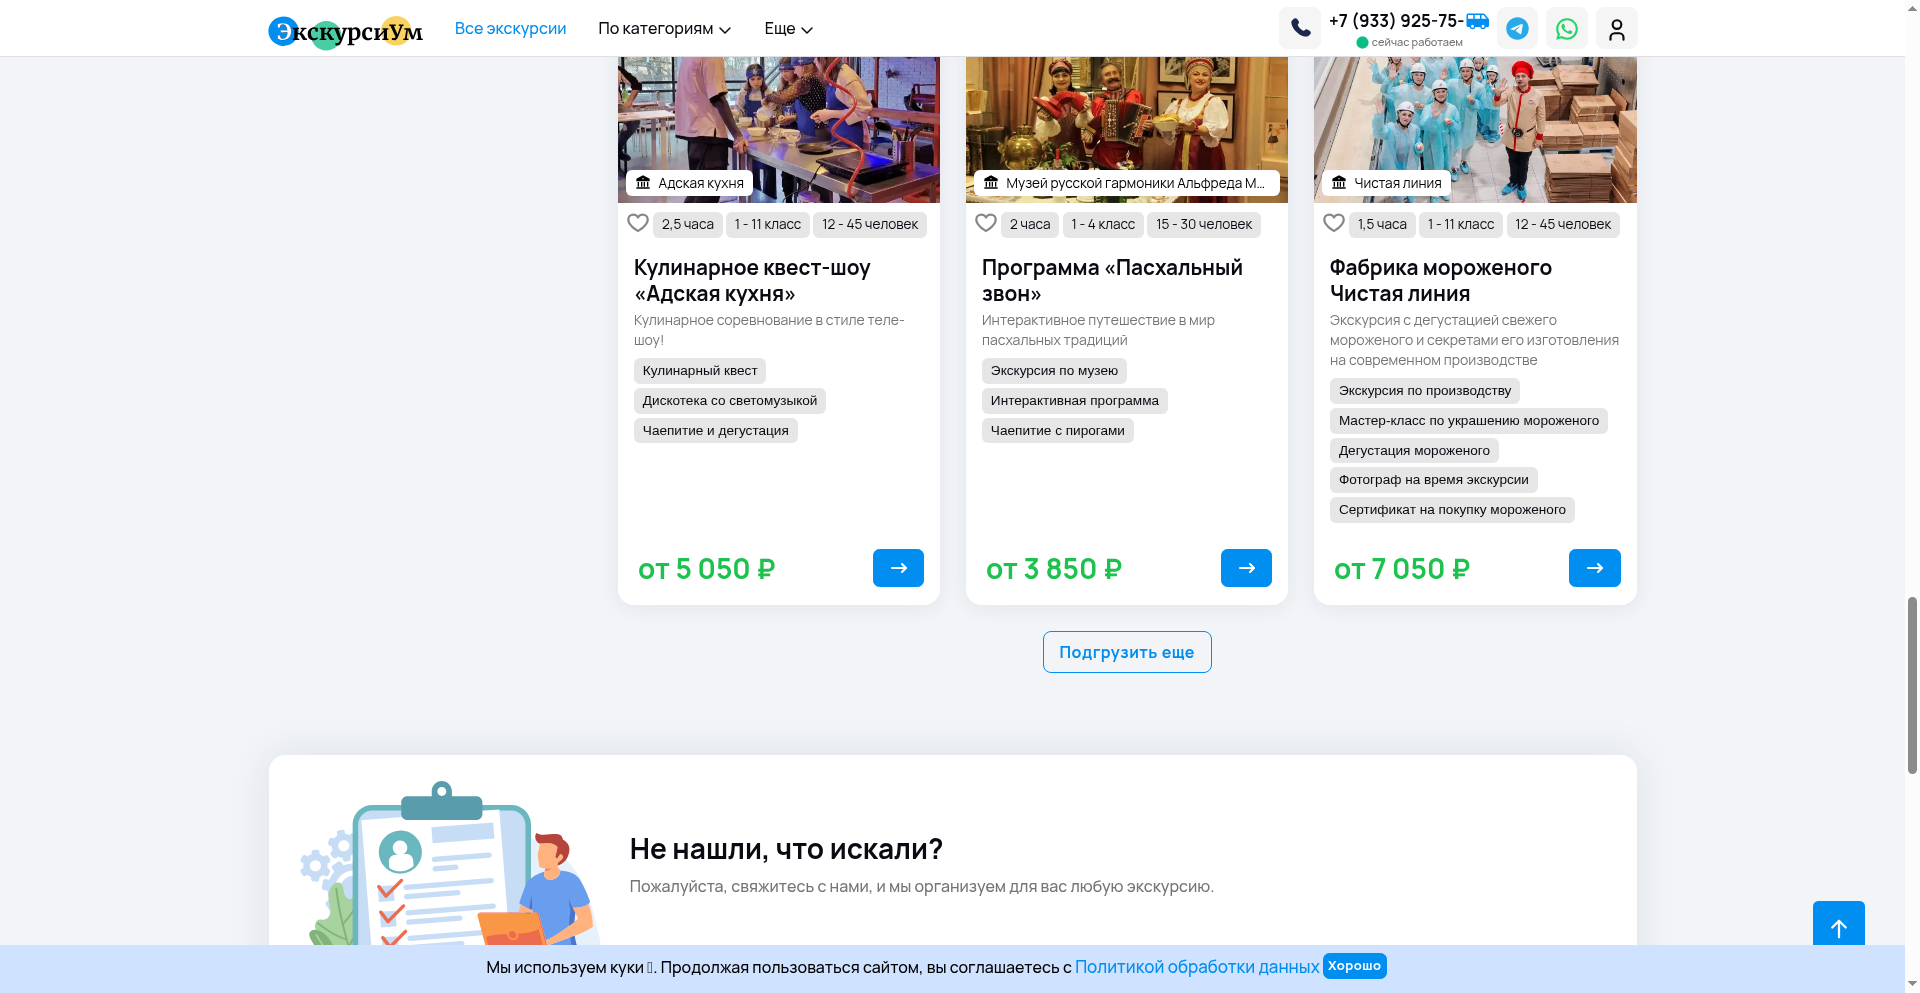 ЭкскурсиУм
Все экскурсии
По категориям
Еще
+7 (933) 925-75-
сейчас работаем
Адская кухня
Музей русской гармоники Альфреда М...
Чистая линия
2,5 часа
1 - 11 класс
12 - 45 человек
2 часа
1 - 4 класс
15 - 30 человек
1,5 часа
1 - 11 класс
12 - 45 человек
Кулинарное квест-шоу
«Адская кухня»
Кулинарное соревнование в стиле теле-
шоу!
Кулинарный квест
Дискотека со светомузыкой
Чаепитие и дегустация
от 5 050 ₽
Программа «Пасхальный
звон»
Интерактивное путешествие в мир
пасхальных традиций
Экскурсия по музею
Интерактивная программа
Чаепитие с пирогами
от 3 850 ₽
Фабрика мороженого
Чистая линия
Экскурсия с дегустацией свежего
мороженого и секретами его изготовления
на современном производстве
Экскурсия по производству
Мастер-класс по украшению мороженого
Дегустация мороженого
Фотограф на время экскурсии
Сертификат на покупку мороженого
от 7 050 ₽
Подгрузить еще
Не нашли, что искали?
Пожалуйста, свяжитесь с нами, и мы организуем для вас любую экскурсию.
Мы используем куки . Продолжая пользоваться сайтом, вы соглашаетесь с Политикой обработки данных Хорошо